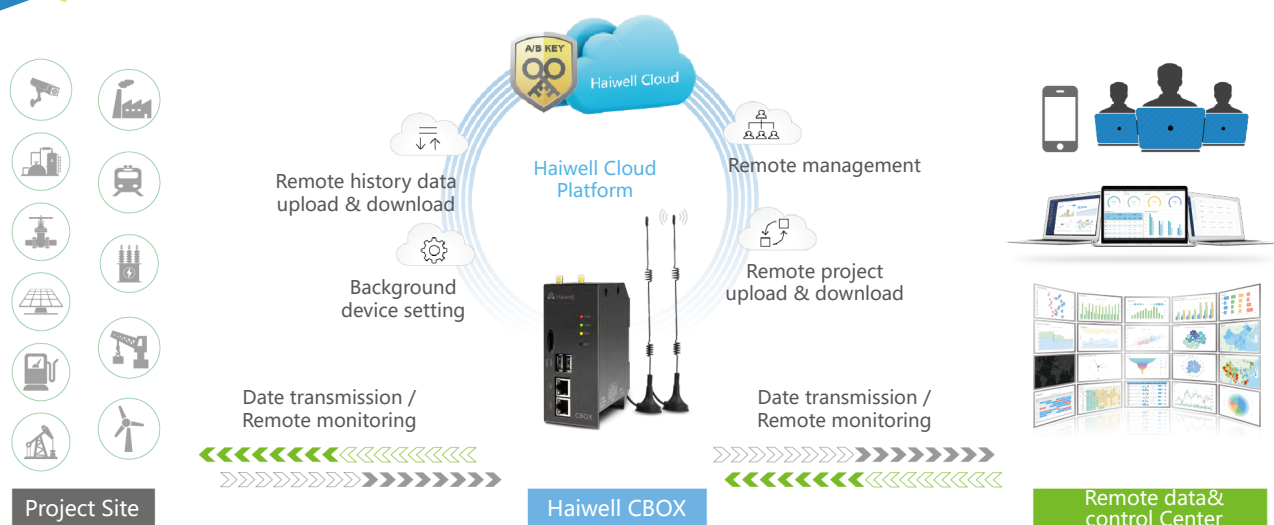 A/B KEY
Haiwell Cloud
Haiwell Cloud
Platform
Remote history data
upload & download
Remote management
Background
device setting
Remote project
upload & download
Haiwell
CBOX
Date transmission /
Remote monitoring
Date transmission /
Remote monitoring
Project Site
Haiwell CBOX
Remote data&
control Center